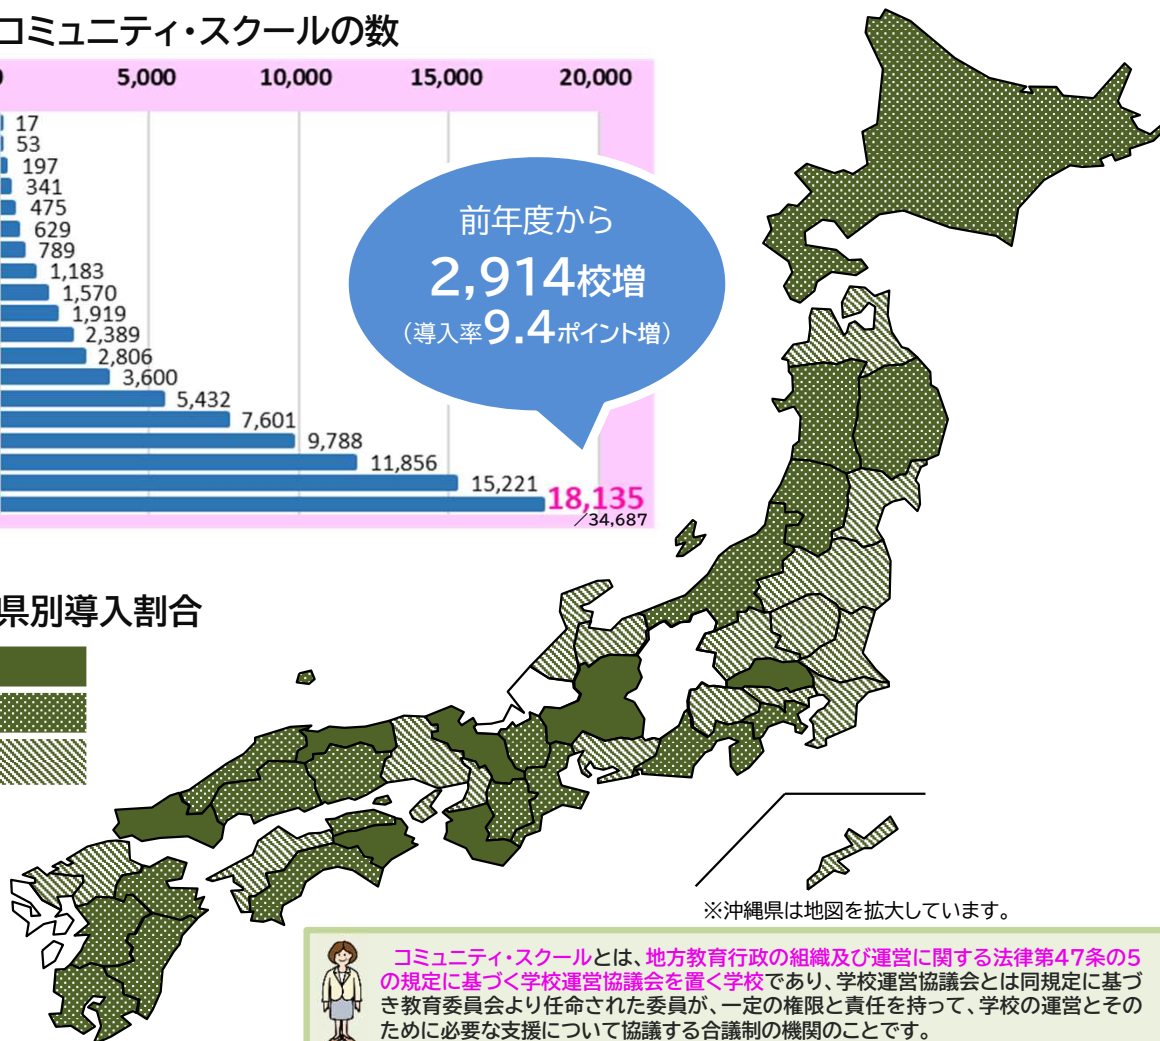 コミュニティ・スクールの数
0 5,000 10,000 15,000 20,000
17
53
197
341
475
629
789
1,183
1,570
1,919
2,389
2,806
3,600
5,432
7,601
9,788
11,856
15,221
18,135
／34,687
前年度から
2,914校増
（導入率9.4ポイント増）
県別導入割合
※沖縄県は地図を拡大しています。
コミュニティ・スクールとは、地方教育行政の組織及び運営に関する法律第47条の5
の規定に基づく学校運営協議会を置く学校であり、学校運営協議会とは同規定に基づ
き教育委員会より任命された委員が、一定の権限と責任を持って、学校の運営とその
ために必要な支援について協議する合議制の機関のことです。